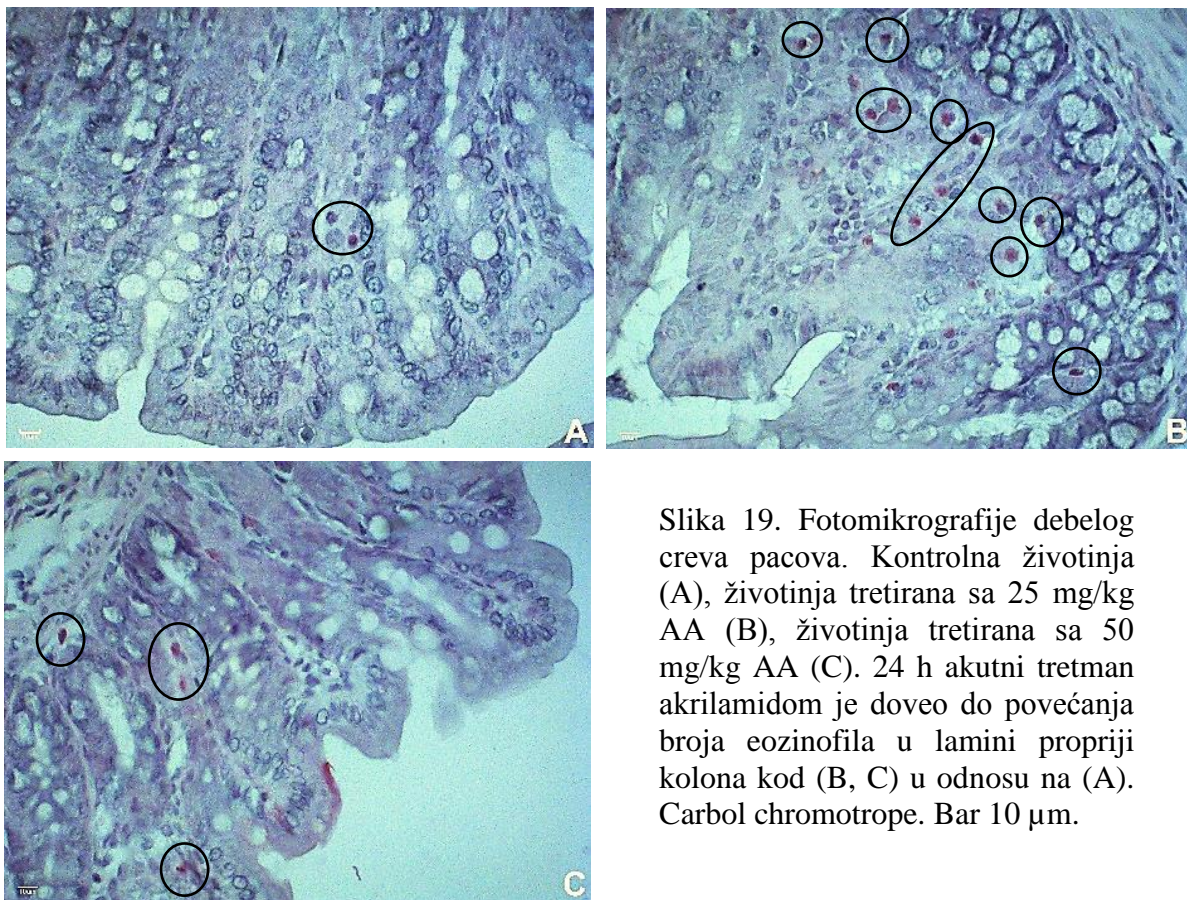 A
B
C
Slika 19. Fotomikrografije debelog
creva pacova. Kontrolna životinja
(A), životinja tretirana sa 25 mg/kg
AA (B), životinja tretirana sa 50
mg/kg AA (C). 24 h akutni tretman
akrilamidom je doveo do povećanja
broja eozinofila u lamini propriji
kolona kod (B, C) u odnosu na (A).
Carbol chromotrope. Bar 10 µm.